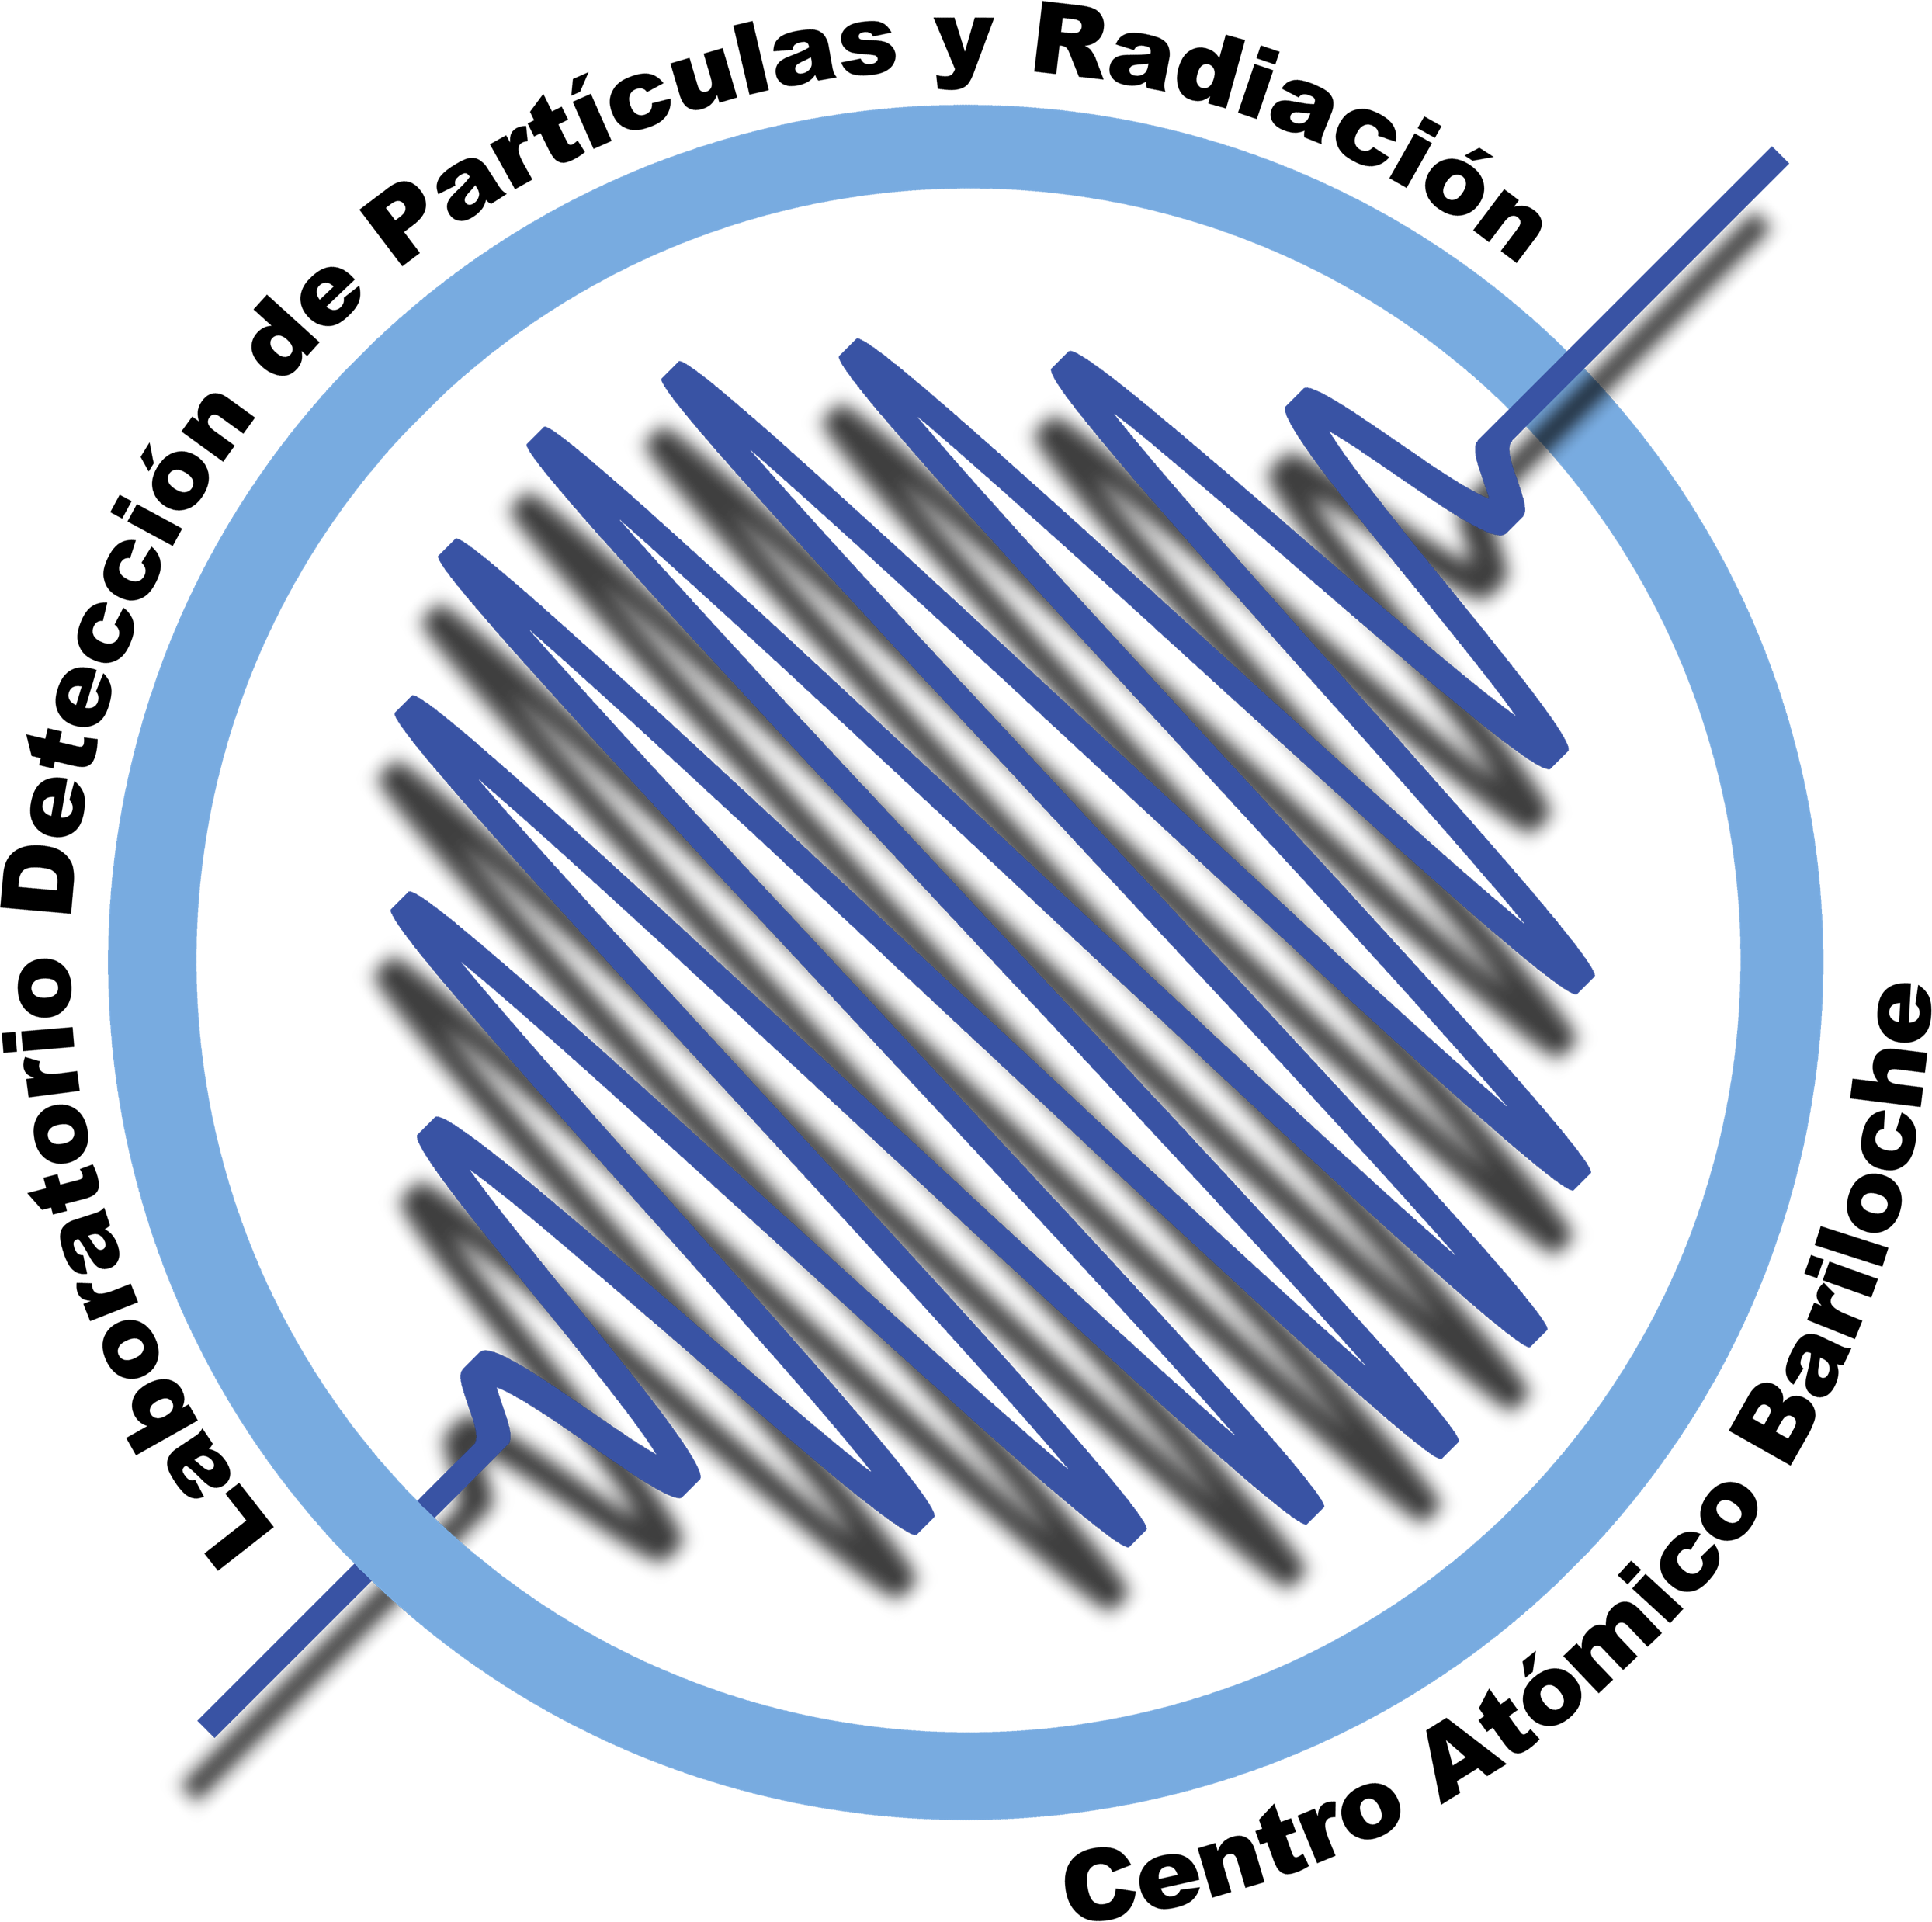 Laboratorio Detección de Partículas y Radiación
Centro Atómico Bariloche